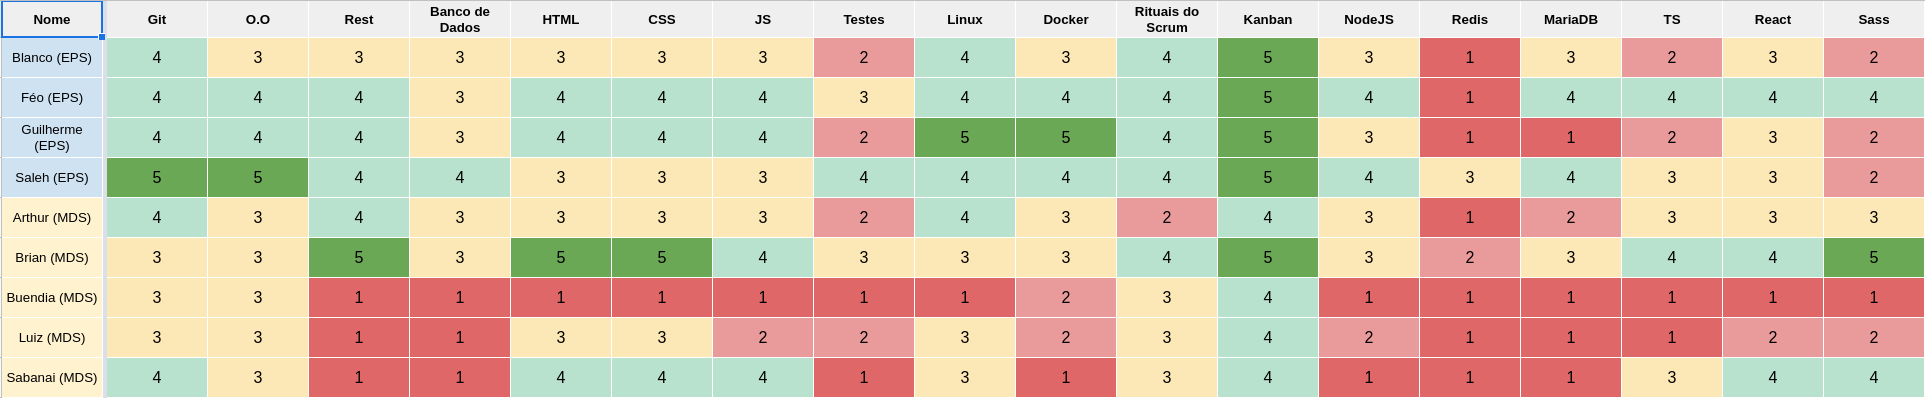 Nome Git O.O Rest Banco de Dados HTML CSS JS Testes Linux Docker Rituais do Scrum Kanban NodeJS Redis MariaDB TS React Sass
Blanco (EPS) 4 3 3 3 3 3 3 2 4 3 4 5 3 1 3 2 3 2
Féo (EPS) 4 4 4 3 4 4 4 3 4 4 4 5 4 1 4 4 4 4
Guilherme (EPS) 4 4 4 3 4 4 4 2 5 5 4 5 3 1 1 2 3 2
Saleh (EPS) 5 5 4 4 3 3 3 4 4 4 4 5 4 3 4 3 3 2
Arthur (MDS) 4 3 4 3 3 3 3 2 4 3 2 4 3 1 2 3 3 3
Brian (MDS) 3 3 5 3 5 5 4 3 3 3 4 5 3 2 3 4 4 5
Buendia (MDS) 3 3 1 1 1 1 1 1 1 2 3 4 1 1 1 1 1 1
Luiz (MDS) 3 3 1 1 3 3 2 2 3 2 3 4 2 1 1 1 2 2
Sabanai (MDS) 4 3 1 1 4 4 4 1 3 1 3 4 1 1 1 3 4 4